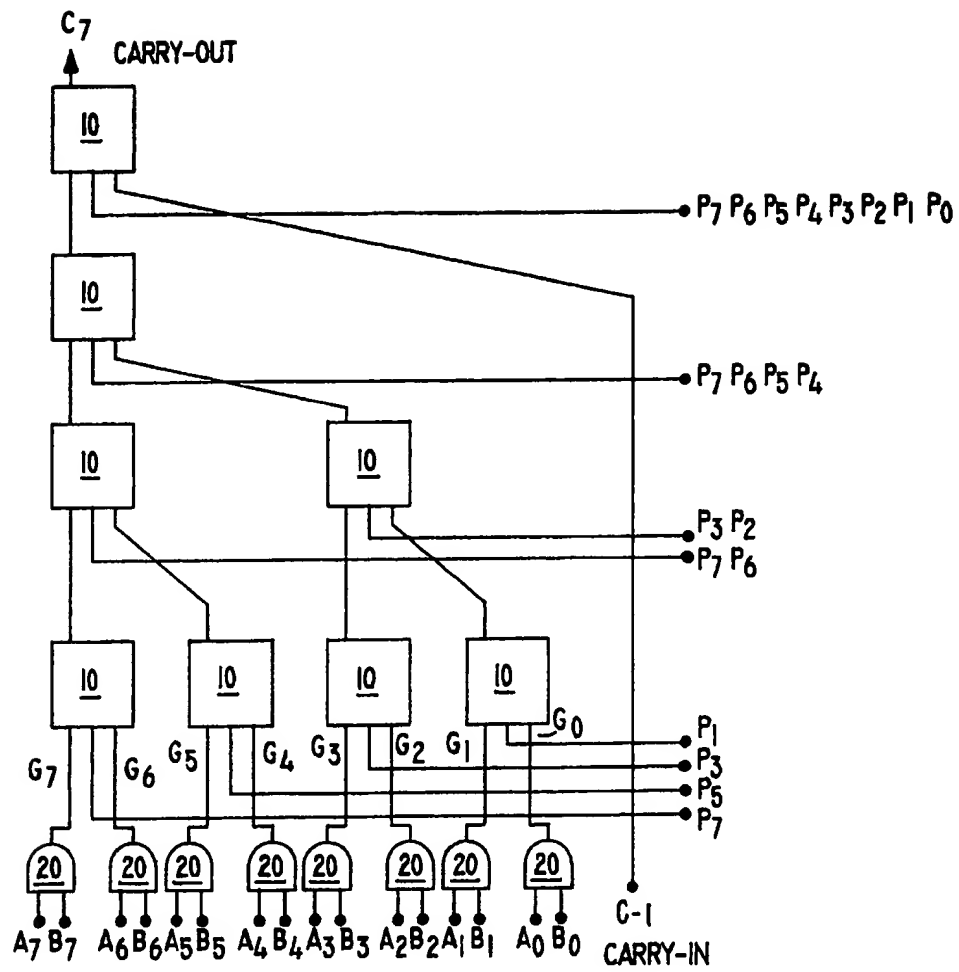 C7
CARRY-OUT
10
P7 P6 P5 P4 P3 P2 P1 P0
10
P7 P6 P5 P4
10 10
P3 P2
P7 P6
10 10 10 10
G7 G6 G5 G4 G3 G2 G1 G0
P1
P3
P5
P7
20 20 20 20 20 20 20 20
A7 B7 A6 B6 A5 B5 A4 B4 A3 B3 A2 B2 A1 B1 A0 B0
C-1
CARRY-IN